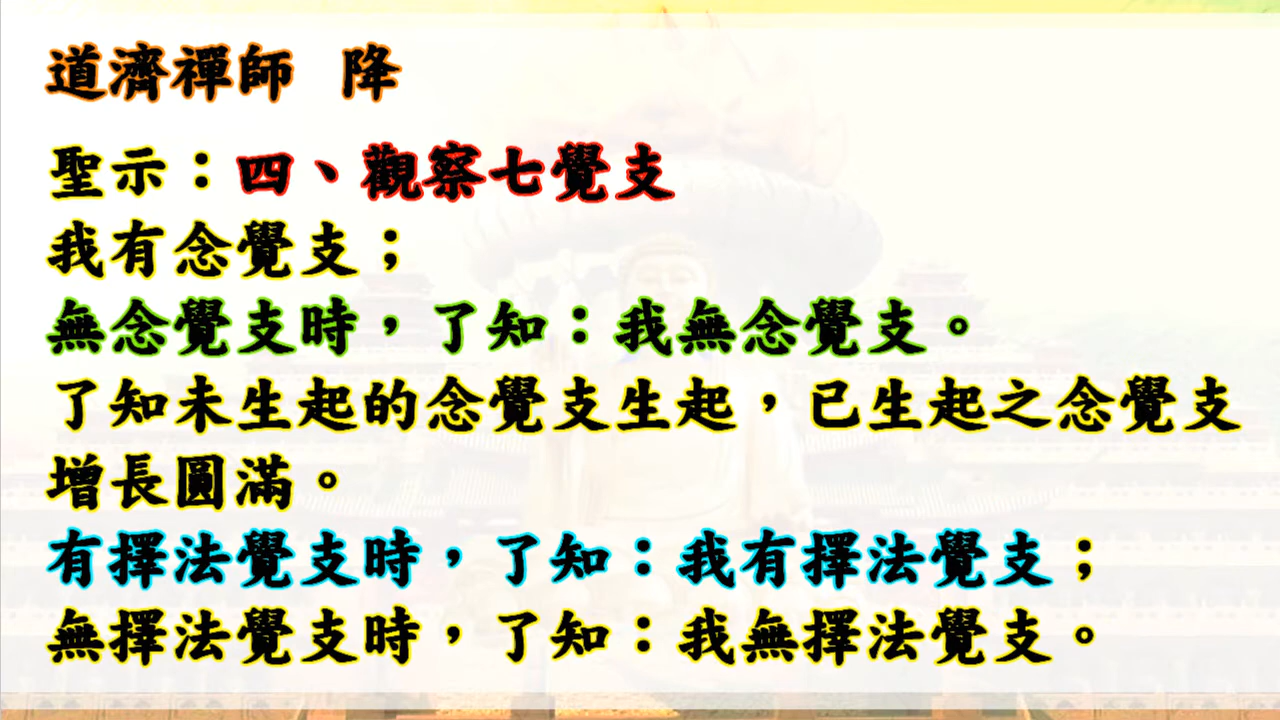 道濟禪師 降
聖示：四、觀察七覺支
我有念覺支；
無念覺支時，了知：我無念覺支。
了知未生起的念覺支生起，已生起之念覺支
增長圓滿。
有擇法覺支時，了知：我有擇法覺支；
無擇法覺支時，了知：我無擇法覺支。